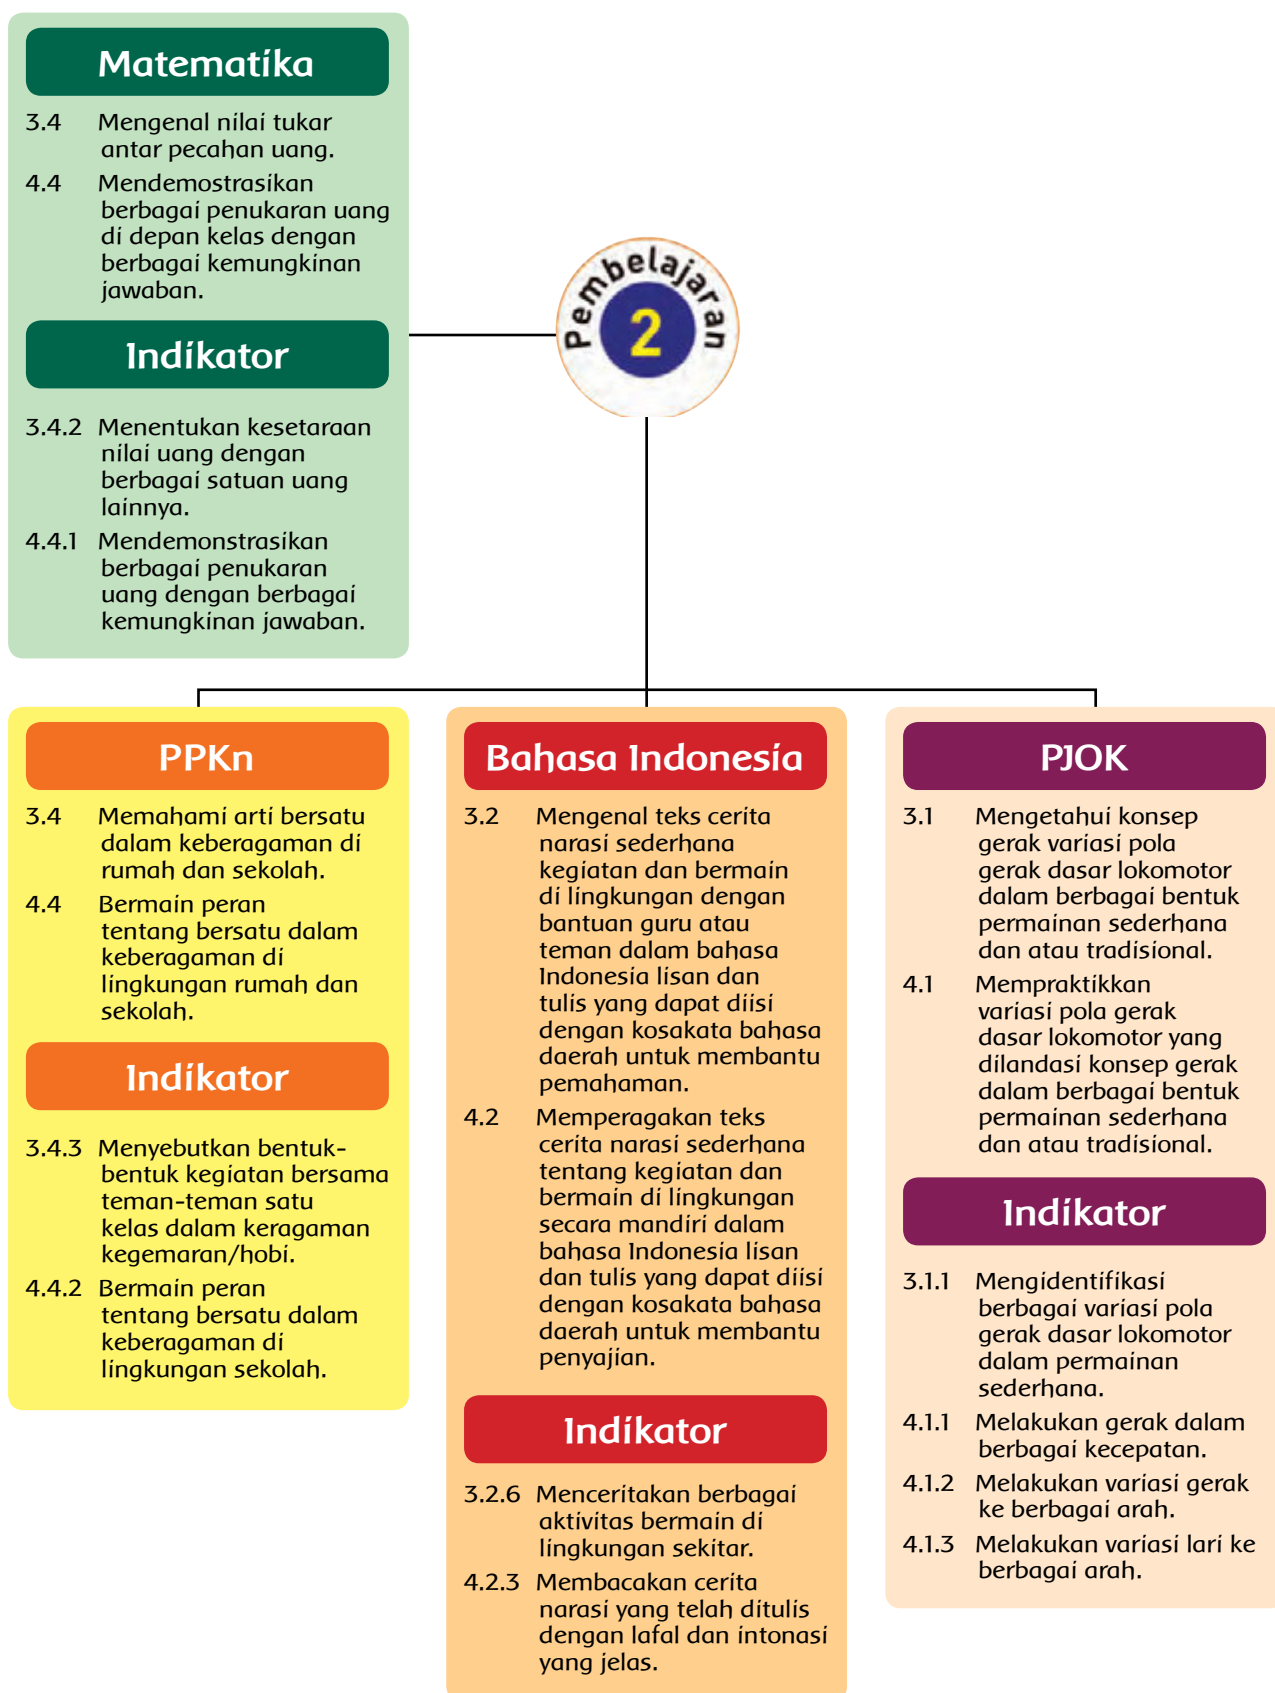 Matematika
3.4 Mengenal nilai tukar
antar pecahan uang.
4.4 Mendemostrasikan
berbagai penukaran uang
di depan kelas dengan
berbagai kemungkinan
jawaban.
Indikator
3.4.2 Menentukan kesetaraan
nilai uang dengan
berbagai satuan uang
lainnya.
4.4.1 Mendemonstrasikan
berbagai penukaran
uang dengan berbagai
kemungkinan jawaban.
Pembelajaran
2
PPKn
3.4 Memahami arti bersatu
dalam keberagaman di
rumah dan sekolah.
4.4 Bermain peran
tentang bersatu dalam
keberagaman di
lingkungan rumah dan
sekolah.
Indikator
3.4.3 Menyebutkan bentuk-
bentuk kegiatan bersama
teman-teman satu
kelas dalam keragaman
kegemaran/hobi.
4.4.2 Bermain peran
tentang bersatu dalam
keberagaman di
lingkungan sekolah.
Bahasa Indonesia
3.2 Mengenal teks cerita
narasi sederhana
kegiatan dan bermain
di lingkungan dengan
bantuan guru atau
teman dalam bahasa
Indonesia lisan dan
tulis yang dapat diisi
dengan kosakata bahasa
daerah untuk membantu
pemahaman.
4.2 Memperagakan teks
cerita narasi sederhana
tentang kegiatan dan
bermain di lingkungan
secara mandiri dalam
bahasa Indonesia lisan
dan tulis yang dapat diisi
dengan kosakata bahasa
daerah untuk membantu
penyajian.
Indikator
3.2.6 Menceritakan berbagai
aktivitas bermain di
lingkungan sekitar.
4.2.3 Membacakan cerita
narasi yang telah ditulis
dengan lafal dan intonasi
yang jelas.
PJOK
3.1 Mengetahui konsep
gerak variasi pola
gerak dasar lokomotor
dalam berbagai bentuk
permainan sederhana
dan atau tradisional.
4.1 Mempraktikkan
variasi pola gerak
dasar lokomotor yang
dilandasi konsep gerak
dalam berbagai bentuk
permainan sederhana
dan atau tradisional.
Indikator
3.1.1 Mengidentifikasi
berbagai variasi pola
gerak dasar lokomotor
dalam permainan
sederhana.
4.1.1 Melakukan gerak dalam
berbagai kecepatan.
4.1.2 Melakukan variasi gerak
ke berbagai arah.
4.1.3 Melakukan variasi lari ke
berbagai arah.